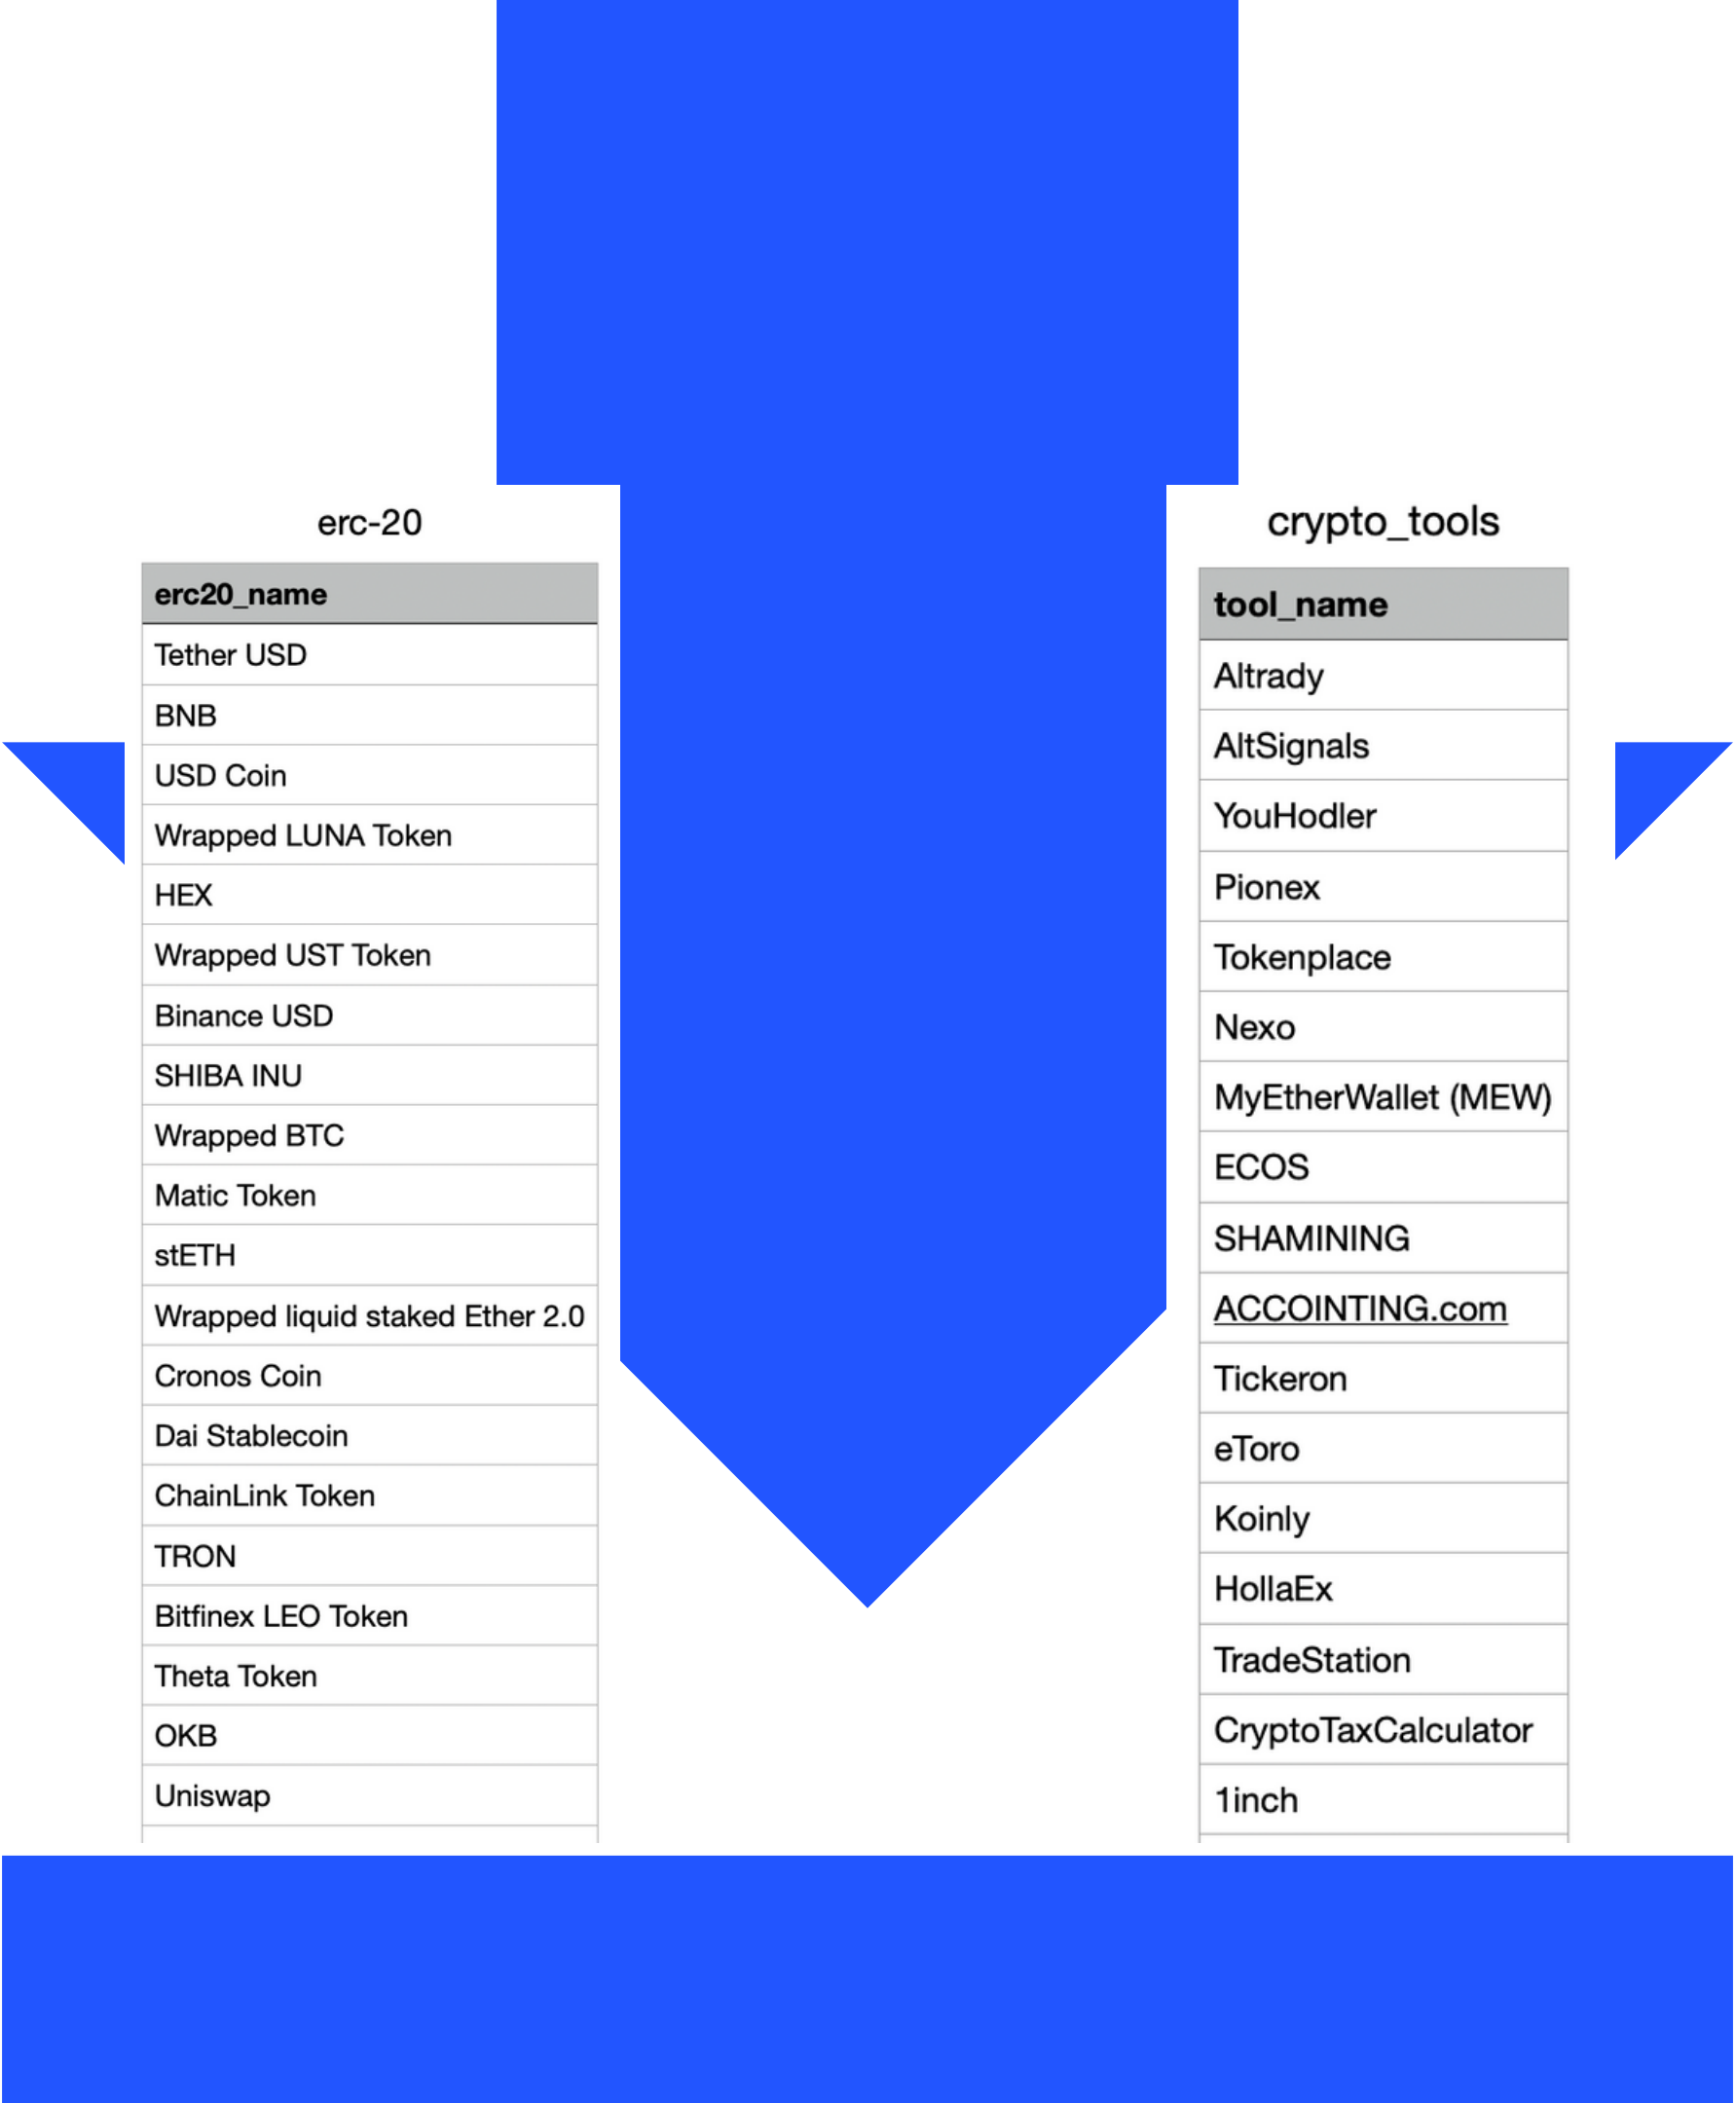 erc-20
erc20_name
Tether USD
BNB
USD Coin
Wrapped LUNA Token
HEX
Wrapped UST Token
Binance USD
SHIBA INU
Wrapped BTC
Matic Token
stETH
Wrapped liquid staked Ether 2.0
Cronos Coin
Dai Stablecoin
ChainLink Token
TRON
Bitfinex LEO Token
Theta Token
OKB
Uniswap
crypto_tools
tool_name
Altrady
AltSignals
YouHodler
Pionex
Tokenplace
Nexo
MyEtherWallet (MEW)
ECOS
SHAMINING
ACCOINTING.com
Tickeron
eToro
Koinly
HollaEx
TradeStation
CryptoTaxCalculator
1inch